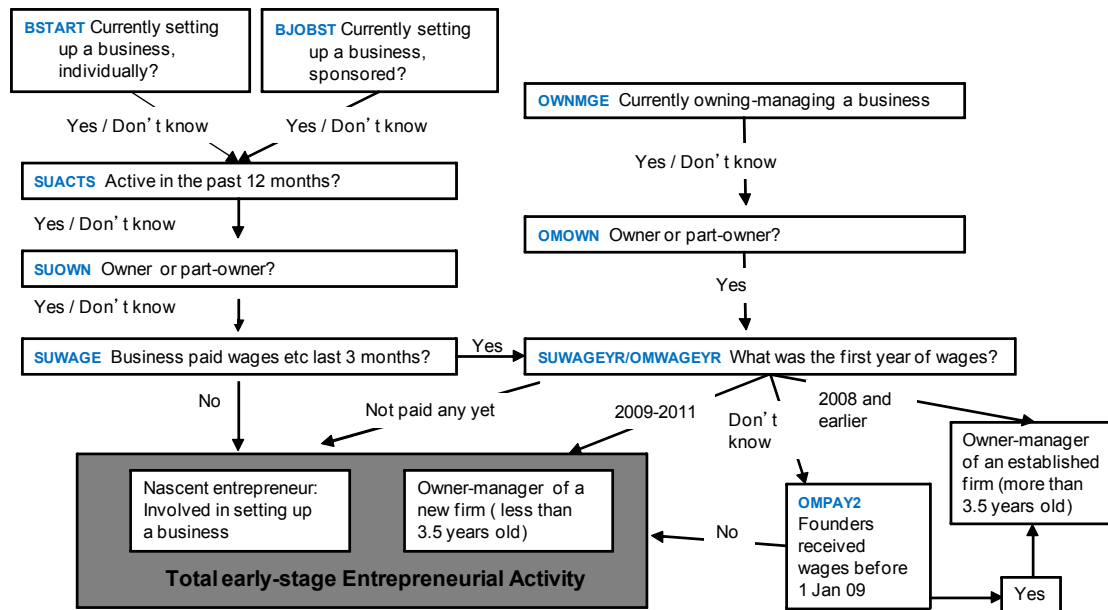 BSTART Currently setting
up a business,
individually?
BJOBST Currently setting
up a business,
sponsored?
OWNMGE Currently owning-managing a business
Yes / Don’t know
Yes / Don’t know
Yes / Don’t know
SUACTS Active in the past 12 months?
Yes / Don’t know
OMOWN Owner or part-owner?
SUOWN Owner or part-owner?
Yes / Don’t know
Yes
SUWAGE Business paid wages etc last 3 months?
Yes
SUWAGEYR/OMWAGEYR What was the first year of wages?
No
Not paid any yet
2009-2011
Don’t
know
2008 and
earlier
Owner-manager
of an established
firm (more than
3.5 years old)
Nascent entrepreneur:
Involved in setting up
a business
Owner-manager of a
new firm ( less than
3.5 years old)
OMPAY2
Founders
received
wages before
1 Jan 09
No
Yes
Total early-stage Entrepreneurial Activity